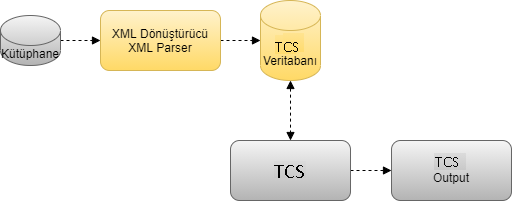 Kütüphane
XML Dönüştürücü
XML Parser
TCS
Veritabanı
TCS
TCS
Output